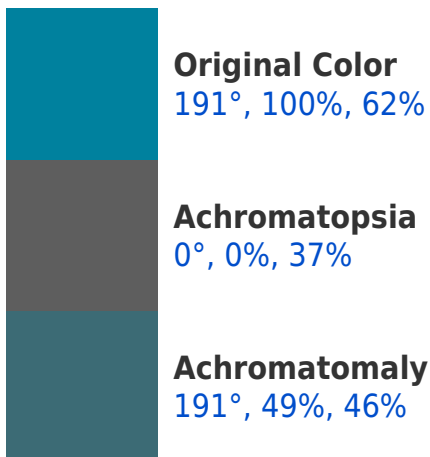 Original Color
191°, 100%, 62%
Achromatopsia
0°, 0%, 37%
Achromatomaly
191°, 49%, 46%